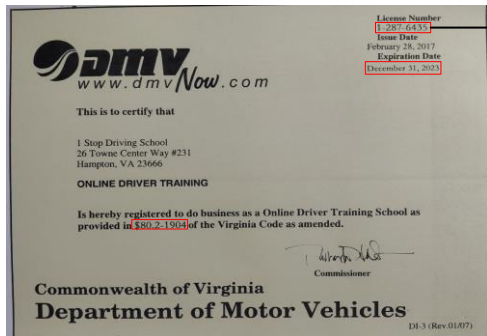 License Number
1-287-6435
Issue Date
February 28, 2017
Expiration Date
December 31, 2023
DMV
www.dmvNow.com
This is to certify that
1 Stop Driving School
26 Towne Center Way #231
Hampton, VA 23666
ONLINE DRIVER TRAINING
Is hereby registered to do business as a Online Driver Training School as
provided in $80.2-1904 of the Virginia Code as amended.
Commissioner
Commonwealth of Virginia
Department of Motor Vehicles
DI-3 (Rev.01/07)